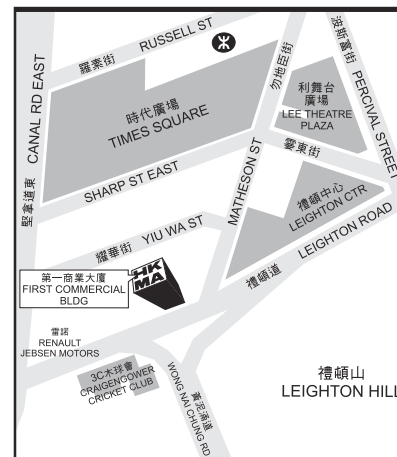 羅素街
RUSSELL ST
勿地臣街
波斯富街
PERCIVAL STREET
CANAL RD EAST
堅拿道東
時代廣場
TIMES SQUARE
利舞台
廣場
LEE THEATRE
PLAZA
SHARP ST EAST
霎東街
MATHESON ST
禮頓中心
LEIGHTON CTR
耀華街
YIU WA ST
禮頓道
LEIGHTON ROAD
第一商業大廈
FIRST COMMERCIAL
BLDG
HK
MA
雷諾
RENAULT
JEBSEN MOTORS
3C木球會
CRAIGENGOWER
CRICKET CLUB
黃泥涌道
WONG NAI CHUNG RD
禮頓山
LEIGHTON HILL